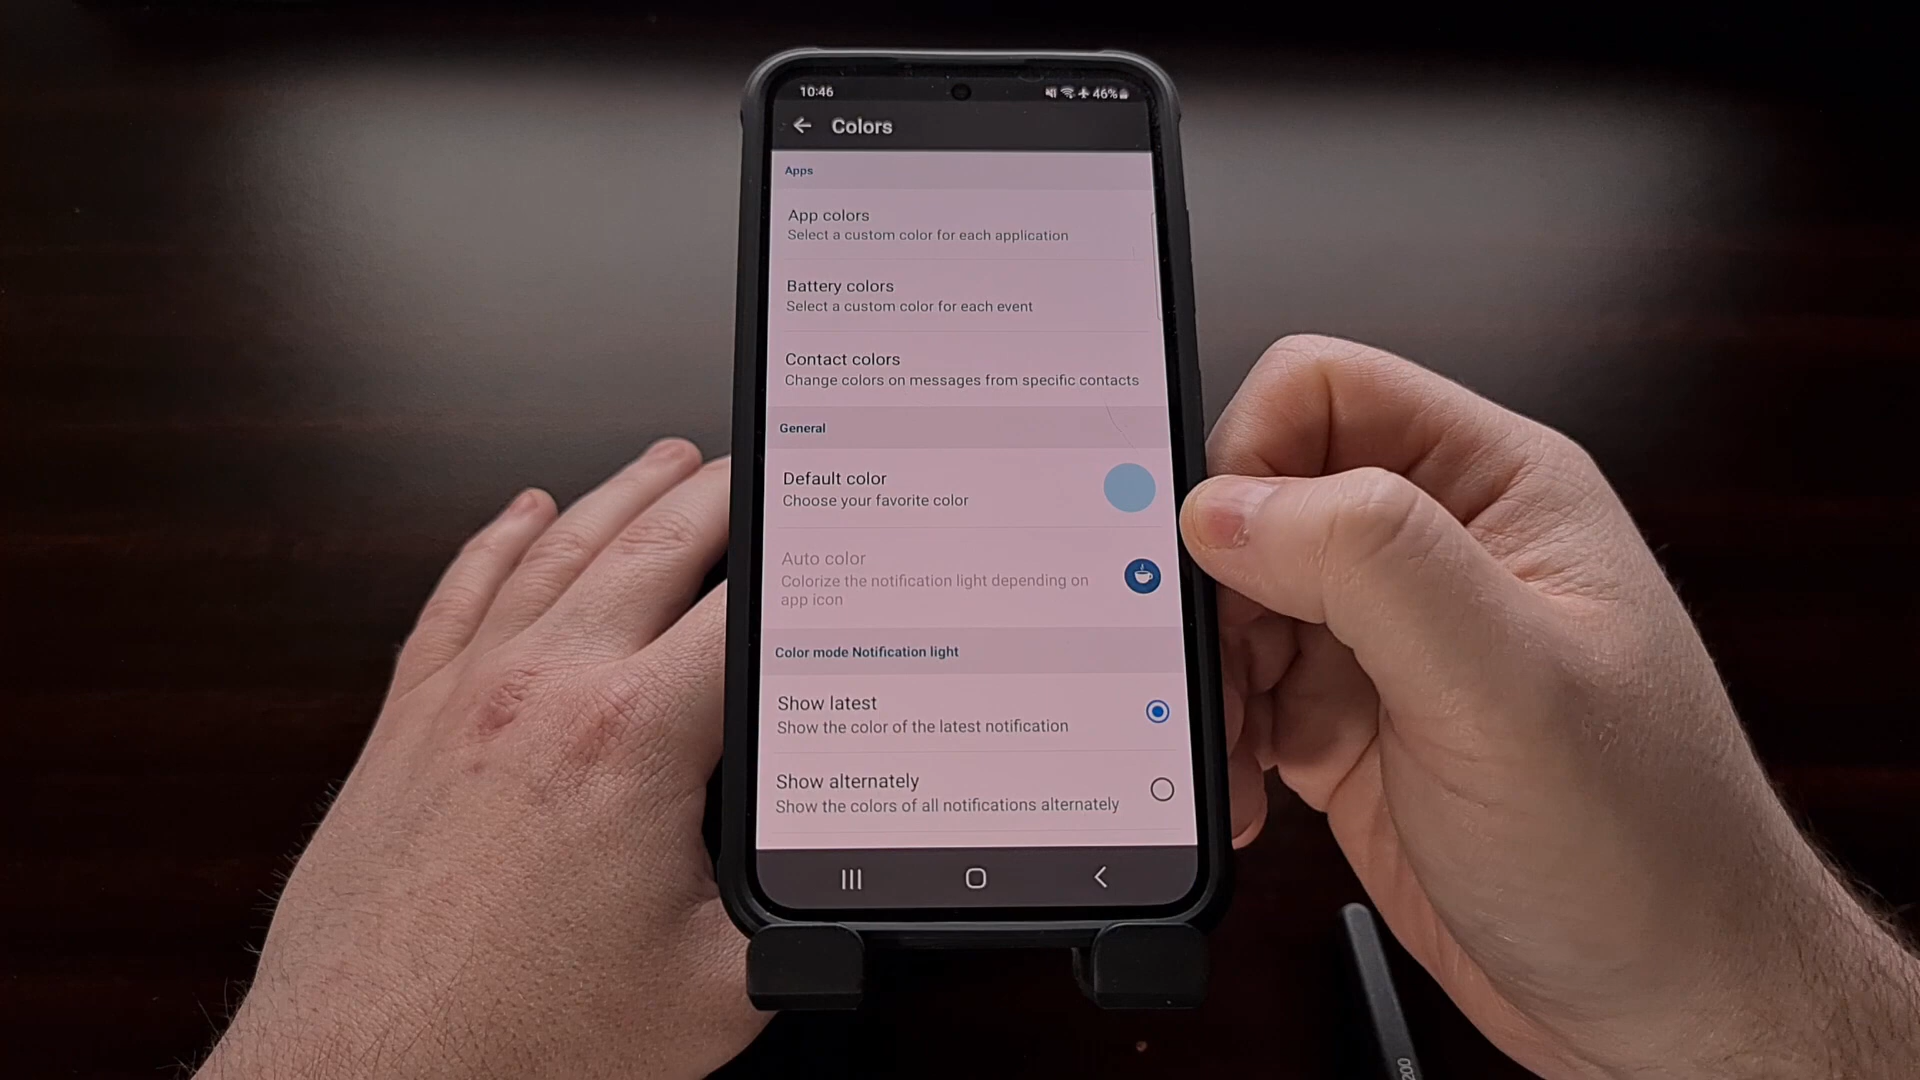 10:46
46%
Colors
Apps
App colors
Select a custom color for each application
Battery colors
Select a custom color for each event
Contact colors
Change colors on messages from specific contacts
General
Default color
Choose your favorite color
Auto color
Colorize the notification light depending on
app icon
Color mode Notification light
Show latest
Show the color of the latest notification
Show alternately
Show the colors of all notifications alternately
200